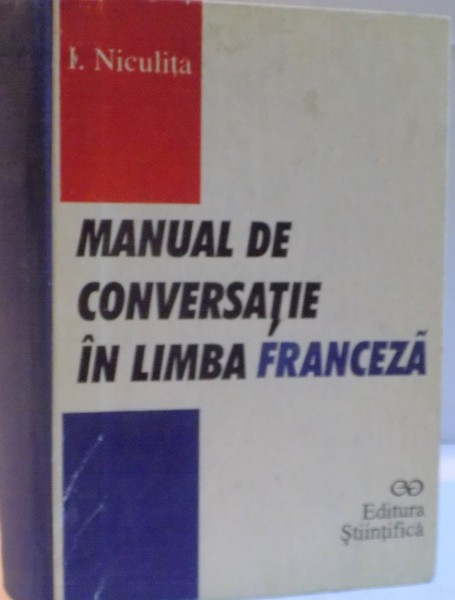 I. Niculița
MANUAL DE
CONVERSAȚIE
ÎN LIMBA FRANCEZĂ
Editura
Științifică